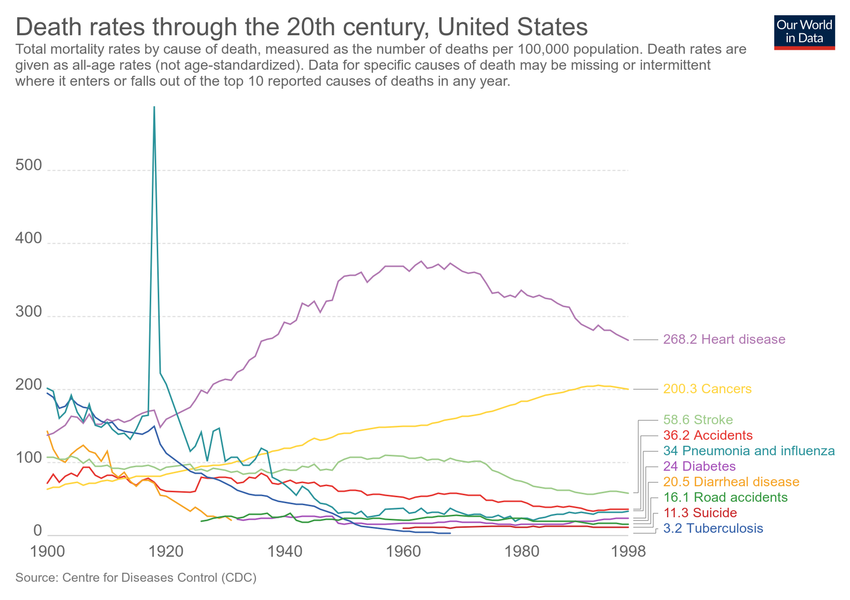 Death rates through the 20th century, United States
Our World
in Data
Total mortality rates by cause of death, measured as the number of deaths per 100,000 population. Death rates are
given as all-age rates (not age-standardized). Data for specific causes of death may be missing or intermittent
where it enters or falls out of the top 10 reported causes of deaths in any year.
500
400
300
268.2 Heart disease
200
200.3 Cancers
58.6 Stroke
36.2 Accidents
34 Pneumonia and influenza
100
24 Diabetes
20.5 Diarrheal disease
16.1 Road accidents
11.3 Suicide
3.2 Tuberculosis
0
1900 1920 1940 1960 1980 1998
Source: Centre for Diseases Control (CDC)